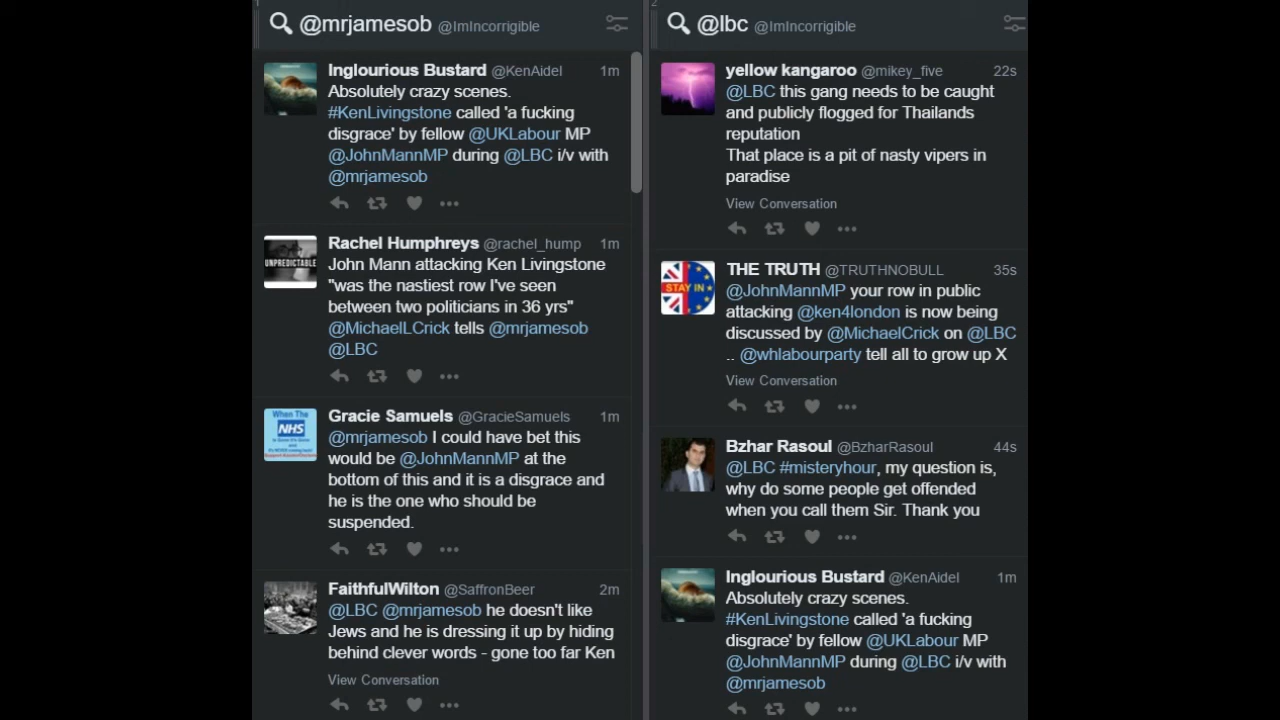 1
@mrjamesob @ImIncorrigible
Inglourious Bustard @KenAidel 1m
Absolutely crazy scenes.
#KenLivingstone called 'a fucking
disgrace' by fellow @UKLabour MP
@JohnMannMP during @LBC i/v with
@mrjamesob
Rachel Humphreys @rachel_hump 1m
UNPREDICTABLE
John Mann attacking Ken Livingstone
"was the nastiest row I've seen
between two politicians in 36 yrs"
@MichaelLCrick tells @mrjamesob
@LBC
Gracie Samuels @GracieSamuels 1m
When The
NHS
@mrjamesob I could have bet this
would be @JohnMannMP at the
bottom of this and it is a disgrace and
he is the one who should be
suspended.
FaithfulWilton @SaffronBeer 2m
@LBC @mrjamesob he doesn't like
Jews and he is dressing it up by hiding
behind clever words - gone too far Ken
View Conversation
2
@lbc @ImIncorrigible
yellow kangaroo @mikey_five 22s
@LBC this gang needs to be caught
and publicly flogged for Thailands
reputation
That place is a pit of nasty vipers in
paradise
View Conversation
THE TRUTH @TRUTHNOBULL 35s
STAY IN
@JohnMannMP your row in public
attacking @ken4london is now being
discussed by @MichaelCrick on @LBC
.. @whlabourparty tell all to grow up X
View Conversation
Bzhar Rasoul @BzharRasoul 44s
@LBC #misteryhour, my question is,
why do some people get offended
when you call them Sir. Thank you
Inglourious Bustard @KenAidel 1m
Absolutely crazy scenes.
#KenLivingstone called 'a fucking
disgrace' by fellow @UKLabour MP
@JohnMannMP during @LBC i/v with
@mrjamesob